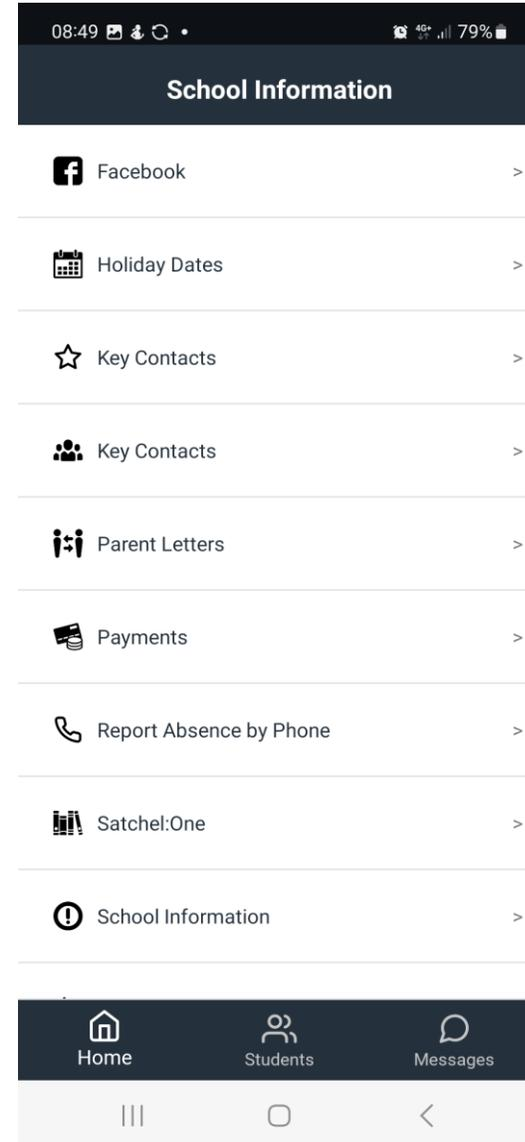 08:49 4G+ 79%
School Information
Facebook >
Holiday Dates >
Key Contacts >
Key Contacts >
Parent Letters >
Payments >
Report Absence by Phone >
Satchel:One >
School Information >
Home Students Messages